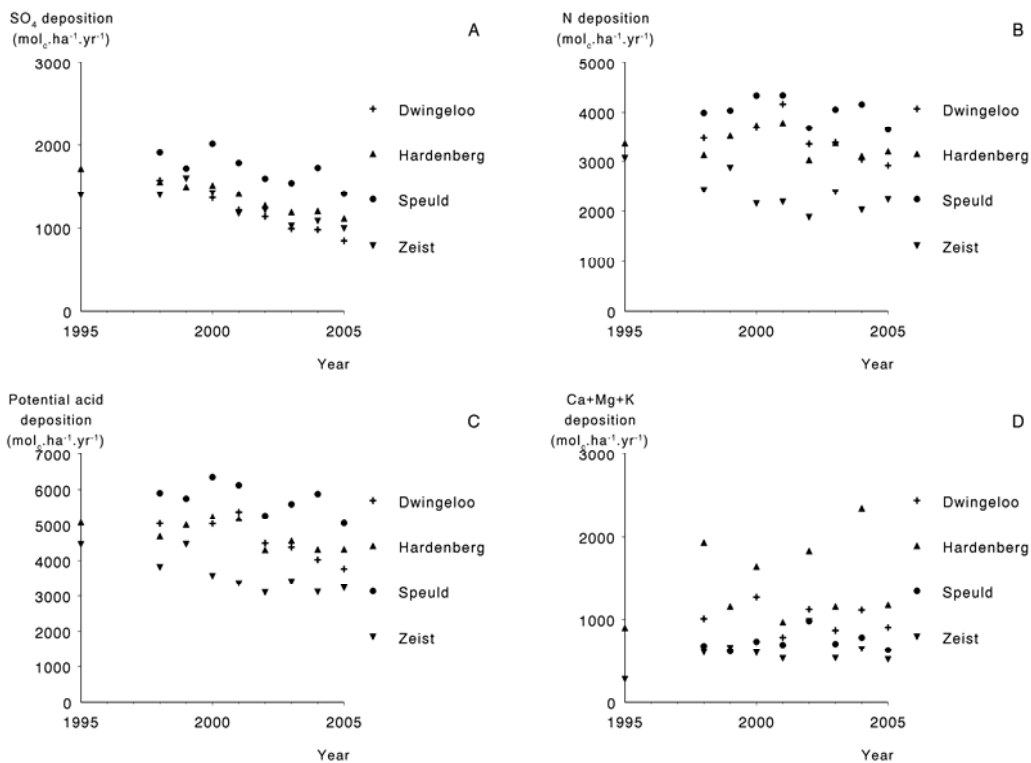 SO₄ deposition
(mol_c.ha⁻¹.yr⁻¹)
A
3000
2000
1000
0
1995
2000
2005
Year
Dwingeloo
Hardenberg
Speuld
Zeist
N deposition
(mol_c.ha⁻¹.yr⁻¹)
B
5000
4000
3000
2000
1000
0
1995
2000
2005
Year
Dwingeloo
Hardenberg
Speuld
Zeist
Potential acid
deposition
(mol_c.ha⁻¹.yr⁻¹)
C
7000
6000
5000
4000
3000
2000
1000
0
1995
2000
2005
Year
Dwingeloo
Hardenberg
Speuld
Zeist
Ca+Mg+K
deposition
(mol_c.ha⁻¹.yr⁻¹)
D
3000
2000
1000
0
1995
2000
2005
Year
Dwingeloo
Hardenberg
Speuld
Zeist